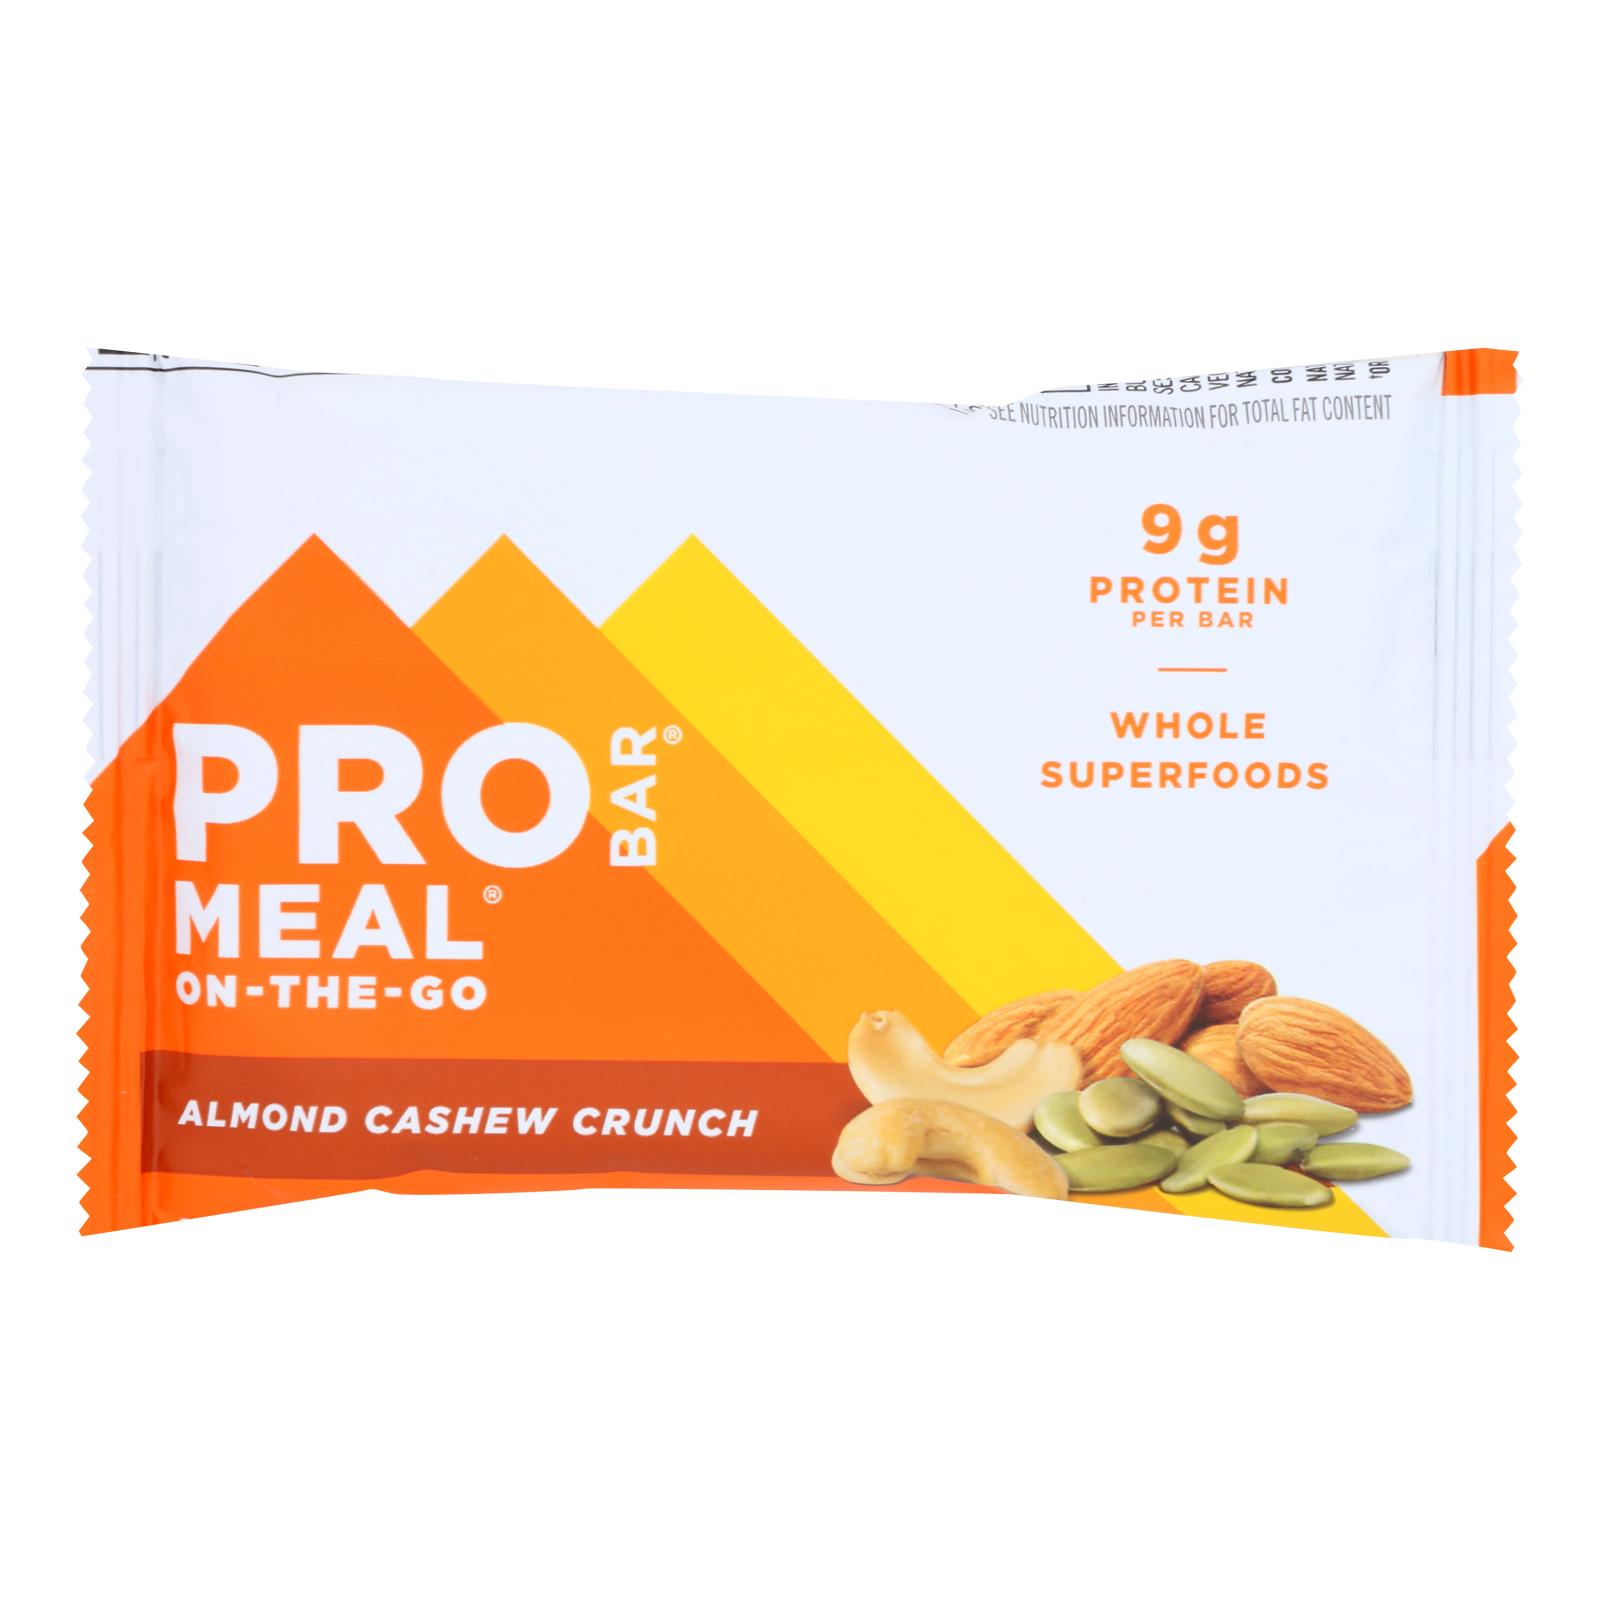 SEE NUTRITION INFORMATION FOR TOTAL FAT CONTENT
9g
PROTEIN
PER BAR
WHOLE
SUPERFOODS
PRO BAR®
MEAL®
ON-THE-GO
ALMOND CASHEW CRUNCH